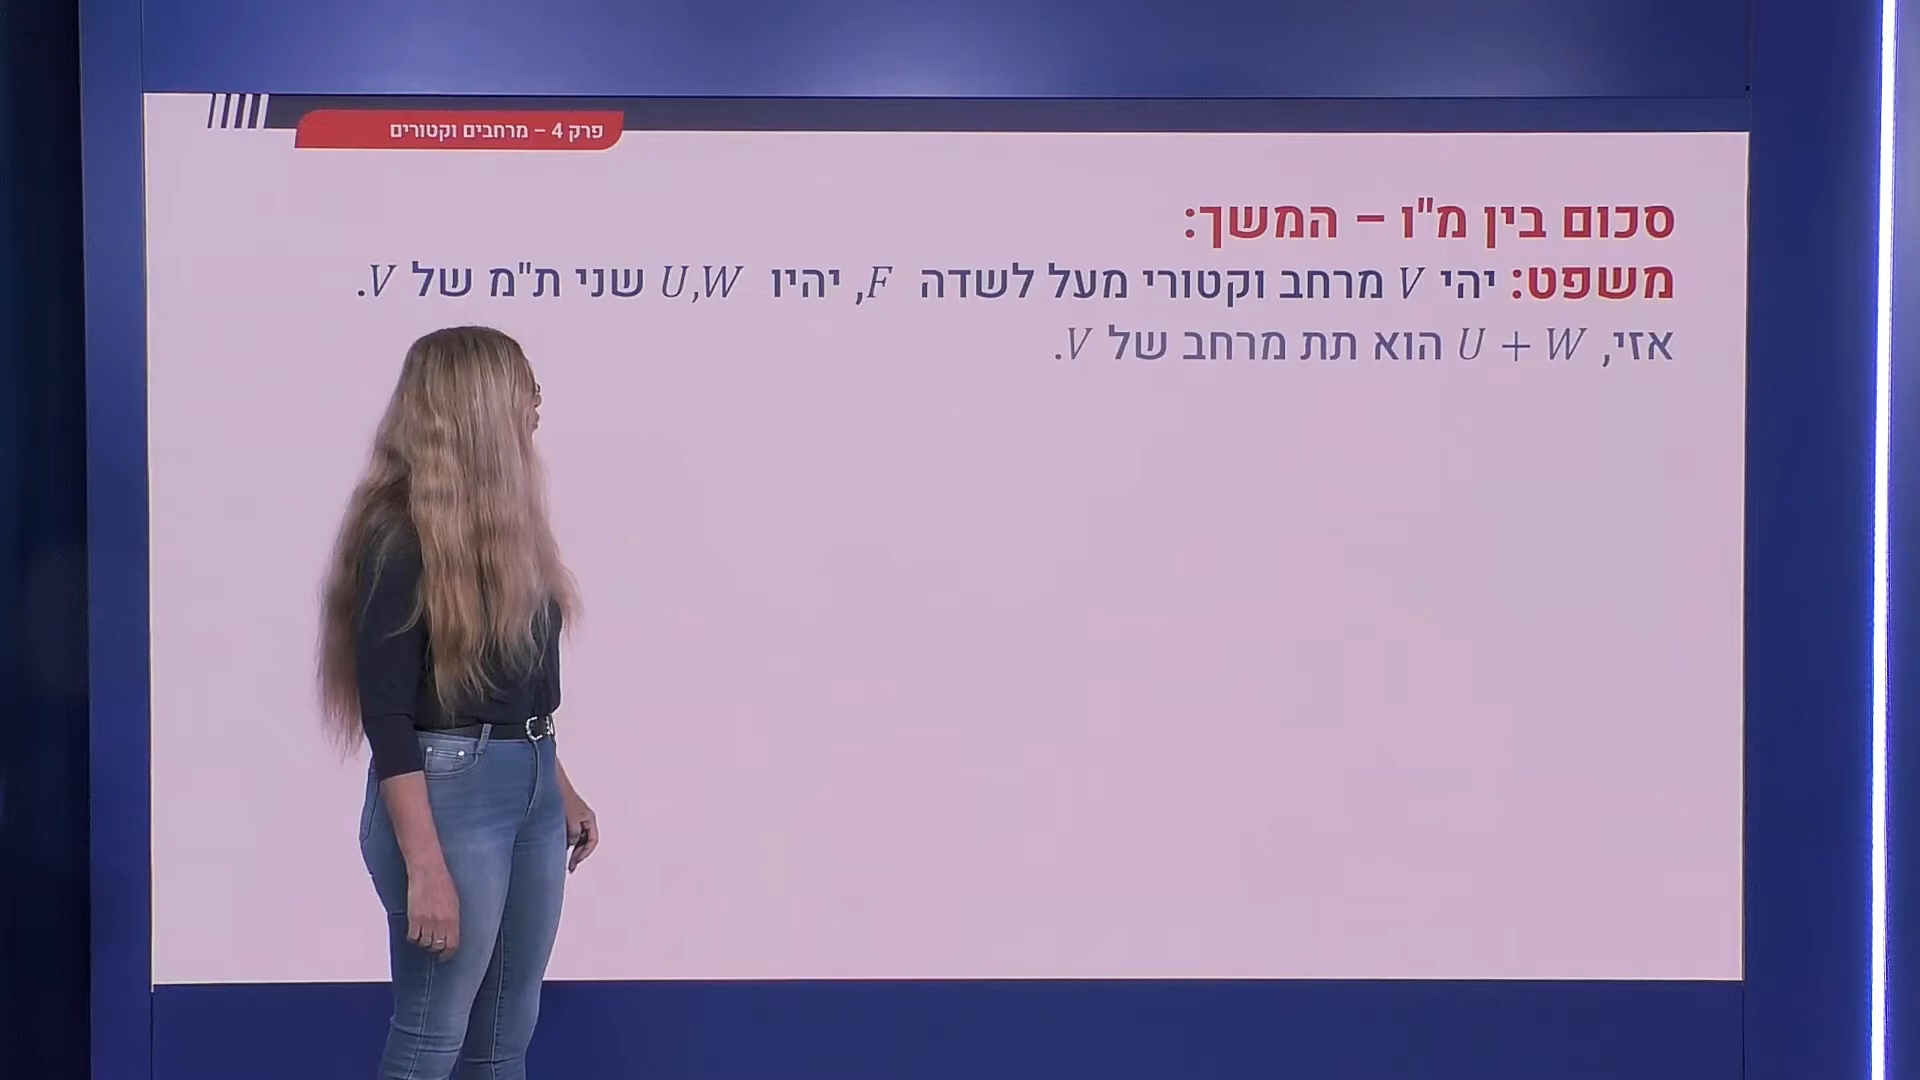 פרק 4 – מרחבים וקטורים
סכום בין מ"ו – המשך:
משפט: יהי V מרחב וקטורי מעל לשדה F, יהיו U,W שני ת"מ של V.
אזי, U + W הוא תת מרחב של V.